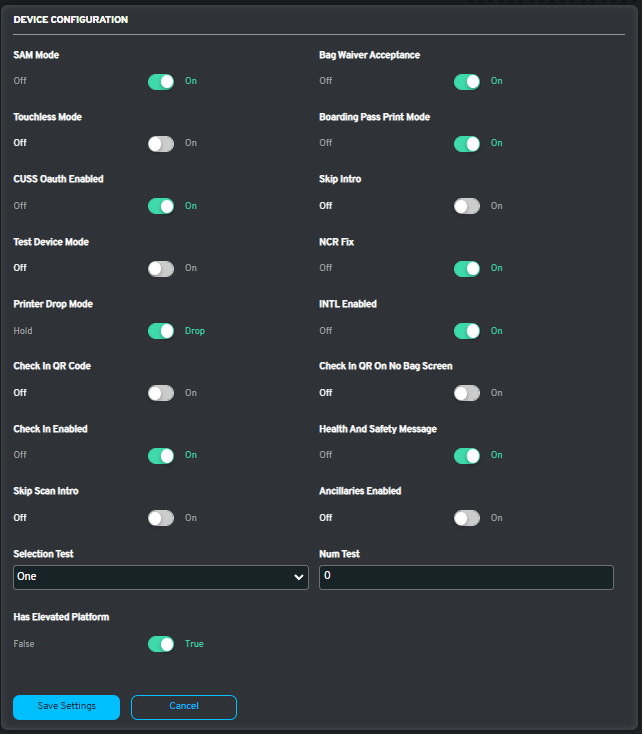 DEVICE CONFIGURATION
SAM Mode
Bag Waiver Acceptance
Off On
Off On
Touchless Mode
Boarding Pass Print Mode
Off On
Off On
CUSS Oauth Enabled
Skip Intro
Off On
Off On
Test Device Mode
NCR Fix
Off On
Off On
Printer Drop Mode
INTL Enabled
Hold Drop
Off On
Check In QR Code
Check In QR On No Bag Screen
Off On
Off On
Check In Enabled
Health And Safety Message
Off On
Off On
Skip Scan Intro
Ancillaries Enabled
Off On
Off On
Selection Test
Num Test
One
0
Has Elevated Platform
False True
Save Settings
Cancel